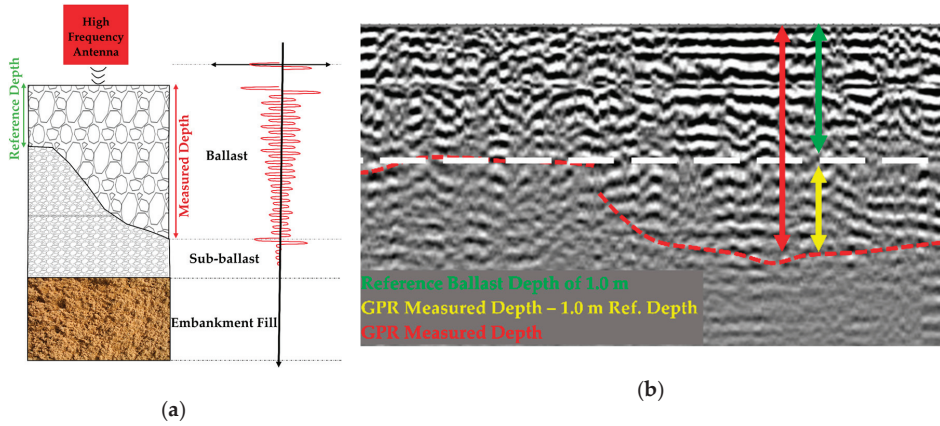 (a)
High
Frequency
Antenna
Reference Depth
Measured Depth
Ballast
Sub-ballast
Embankment Fill
Reference Ballast Depth of 1.0 m
GPR Measured Depth – 1.0 m Ref. Depth
GPR Measured Depth
(a)
(b)